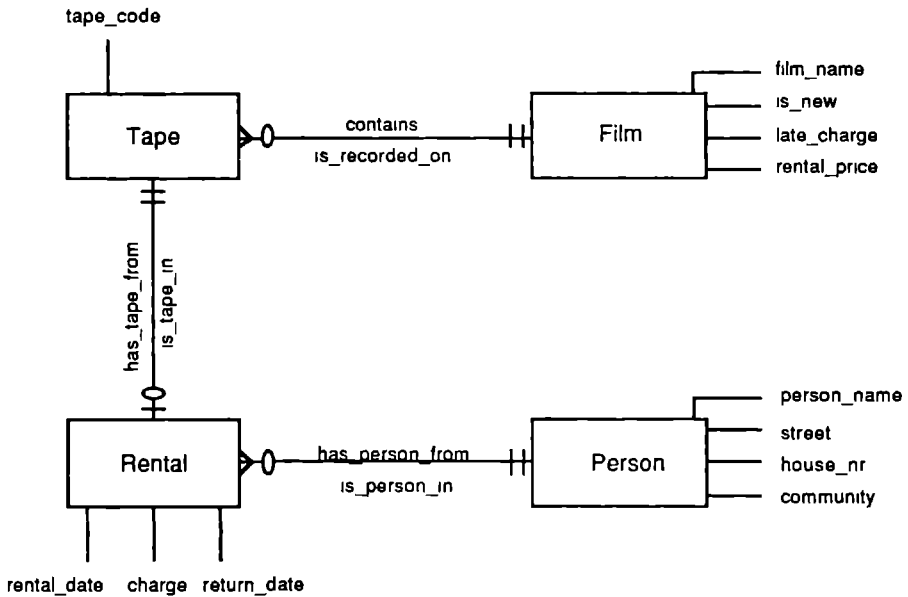 tape_code
film_name
is_new
late_charge
rental_price
Tape
contains
is_recorded_on
Film
has_tape_from
is_tape_in
person_name
street
house_nr
community
Rental
has_person_from
is_person_in
Person
rental_date charge return_date